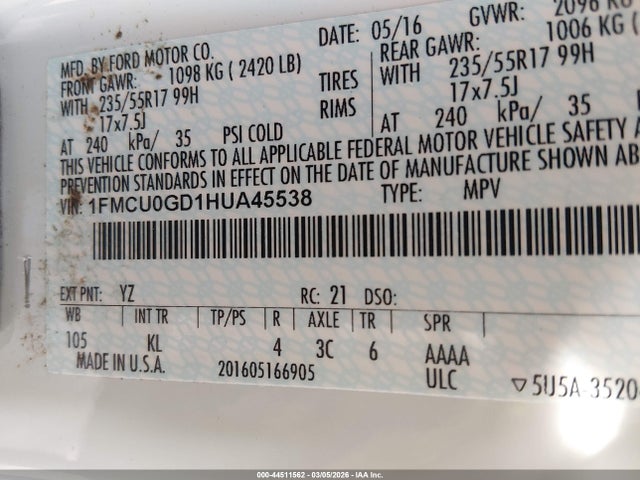 MFD. BY FORD MOTOR CO. DATE: 05/16 GVWR: 2096 KG
FRONT GAWR: 1098 KG ( 2420 LB) REAR GAWR: 1006 KG (
WITH 235/55R17 99H TIRES WITH 235/55R17 99H
17x7.5J RIMS 17x7.5J
AT 240 kPa/ 35 PSI COLD AT 240 kPa/ 35
THIS VEHICLE CONFORMS TO ALL APPLICABLE FEDERAL MOTOR VEHICLE SAFETY A
PREVENTION STANDARDS IN EFFECT ON THE DATE OF MANUFACTURE SHOWN AB
VIN: 1FMCU0GD1HUA45538 TYPE: MPV
EXT PNT: YZ RC: 21 DSO:
WB INT TR TP/PS R AXLE TR SPR
105 KL 4 3C 6 AAAA
MADE IN U.S.A. 201605166905 ULC 5U5A-3520
000-44511562 | 03/05/2026 | IAA Inc.